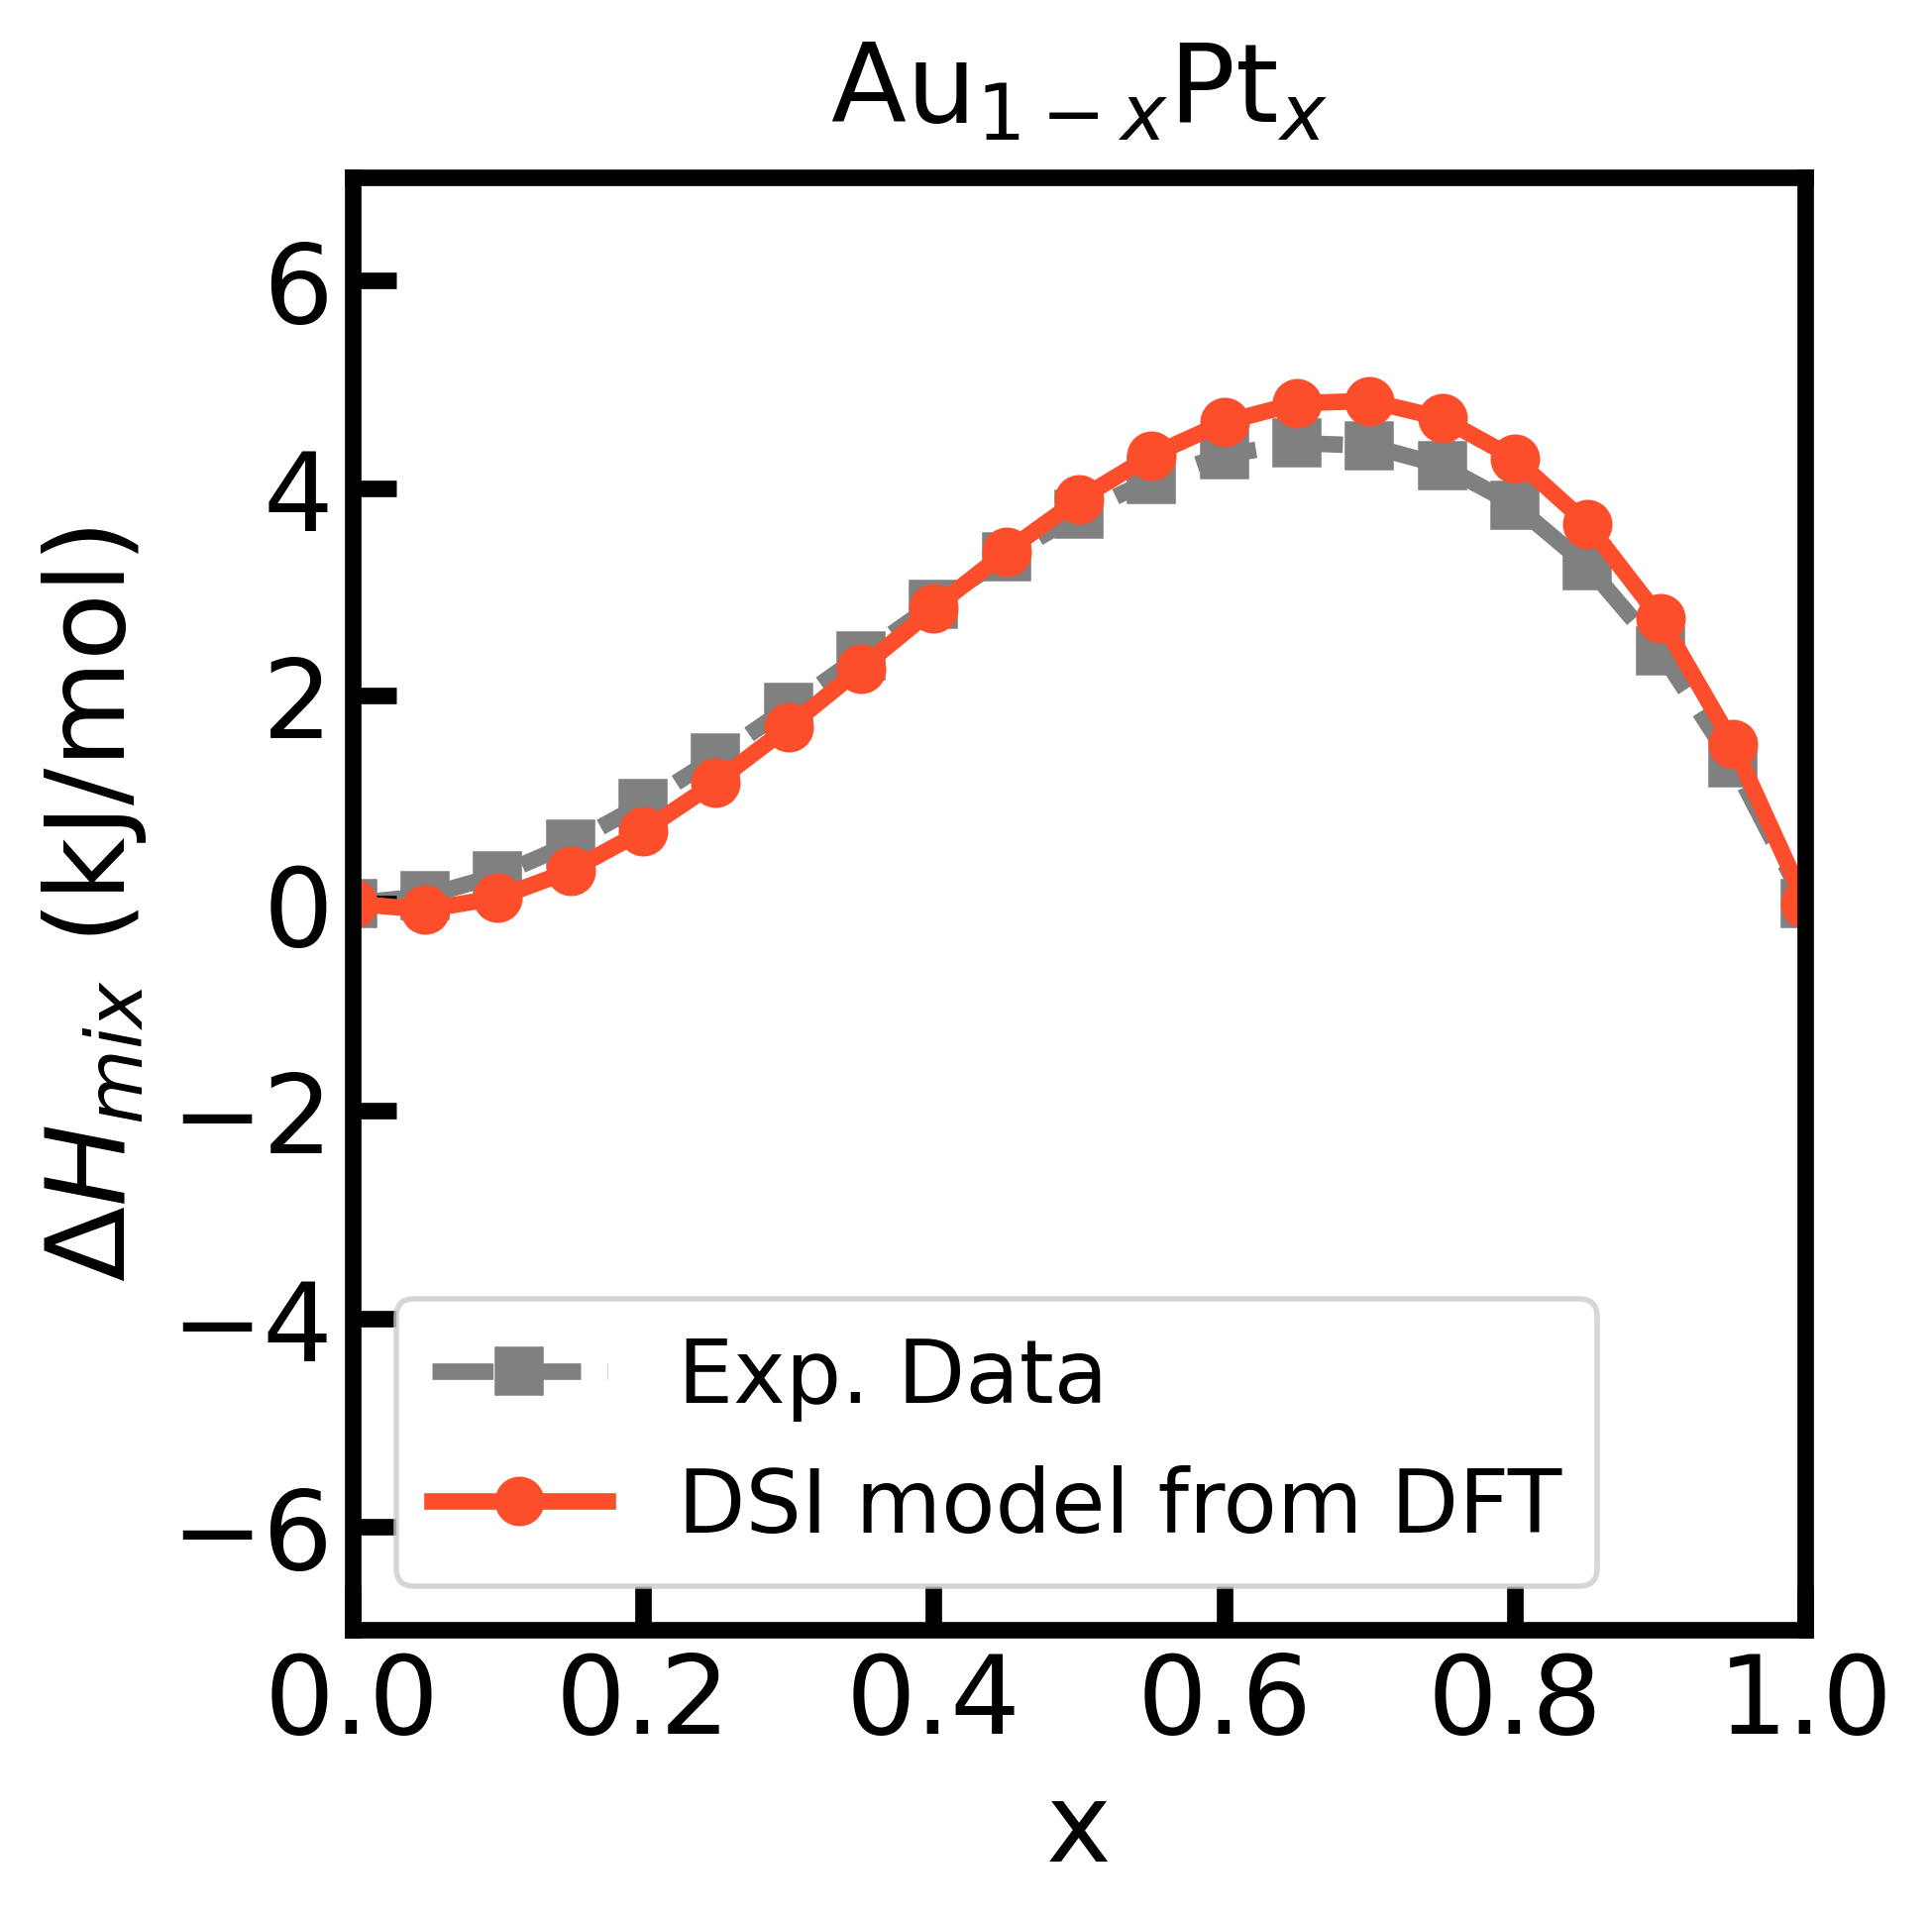 Au₁₋ₓPtₓ
ΔH_mix (kJ/mol)
6
4
2
0
−2
−4
−6
Exp. Data
DSI model from DFT
0.0 0.2 0.4 0.6 0.8 1.0
x